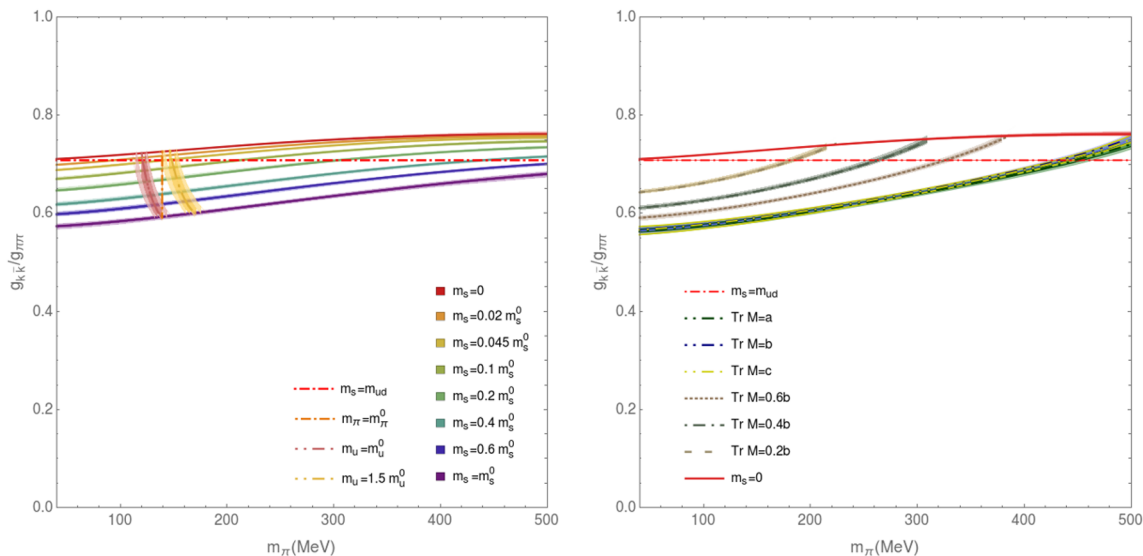 1.0
0.8
0.6
0.4
0.2
0.0
g_{k k̄}/g_{ππ}
100
200
300
400
500
m_π(MeV)
m_s=m_{ud}
m_π=m_π^0
m_u=m_u^0
m_u=1.5 m_u^0
m_s=0
m_s=0.02 m_s^0
m_s=0.045 m_s^0
m_s=0.1 m_s^0
m_s=0.2 m_s^0
m_s=0.4 m_s^0
m_s=0.6 m_s^0
m_s=m_s^0
1.0
0.8
0.6
0.4
0.2
0.0
g_{k k̄}/g_{ππ}
100
200
300
400
500
m_π(MeV)
m_s=m_{ud}
Tr M=a
Tr M=b
Tr M=c
Tr M=0.6b
Tr M=0.4b
Tr M=0.2b
m_s=0